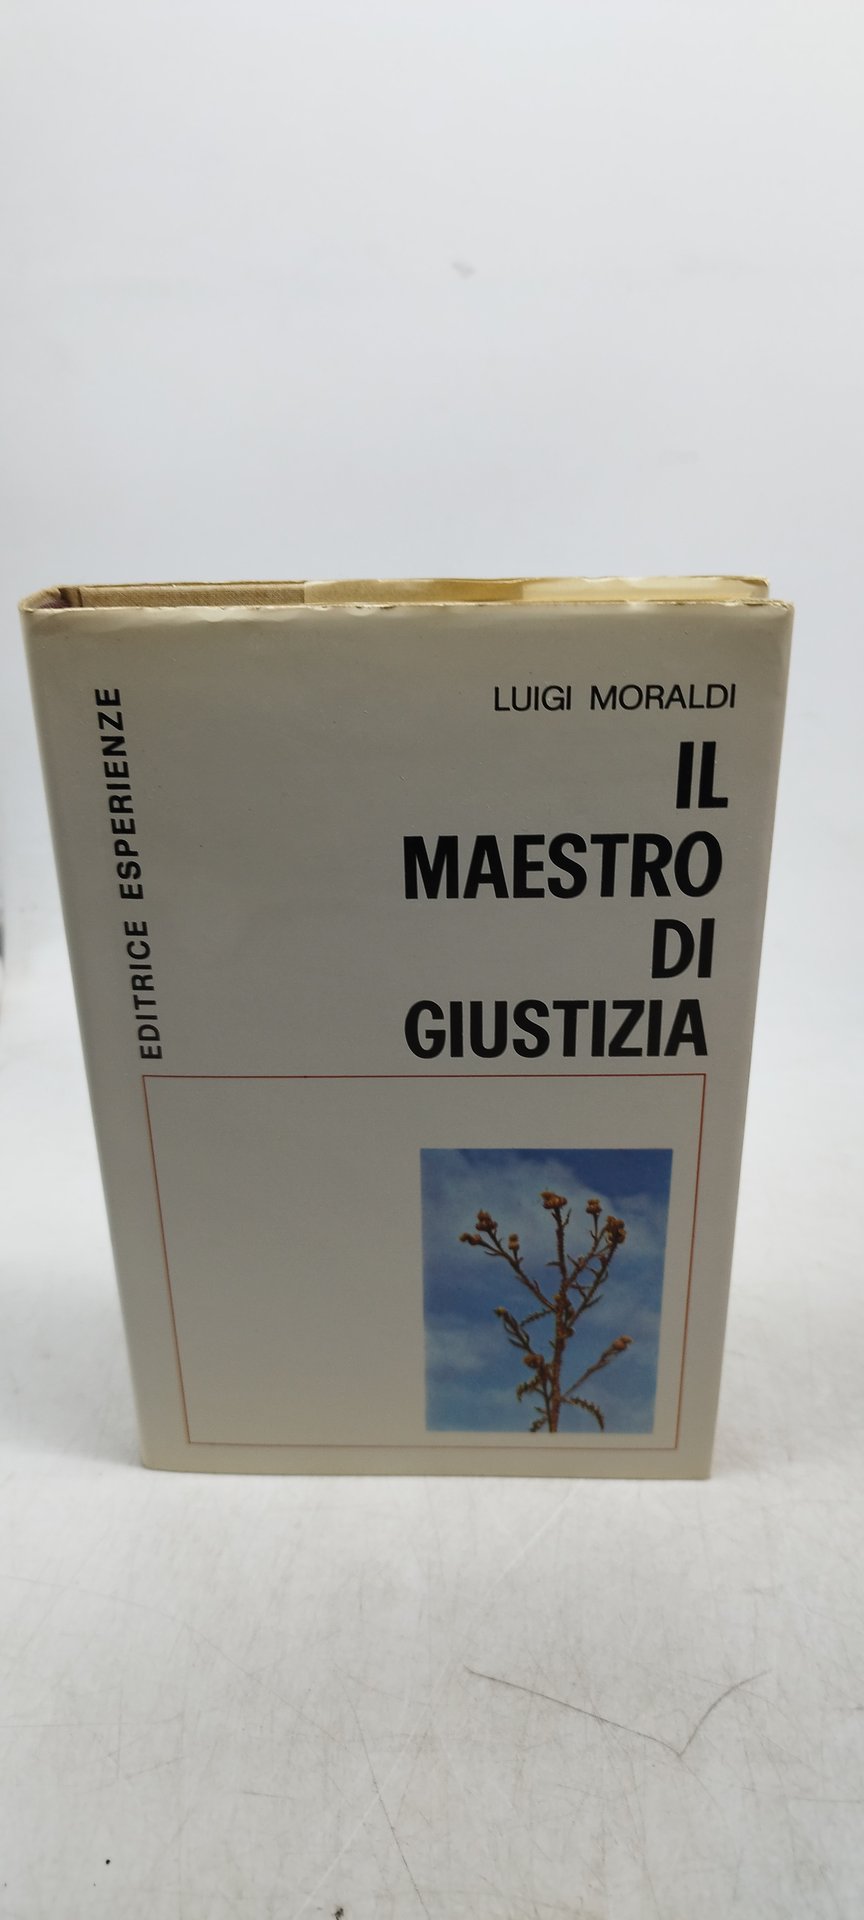 LUIGI MORALDI
IL
MAESTRO
DI
GIUSTIZIA
EDITRICE ESPERIENZE